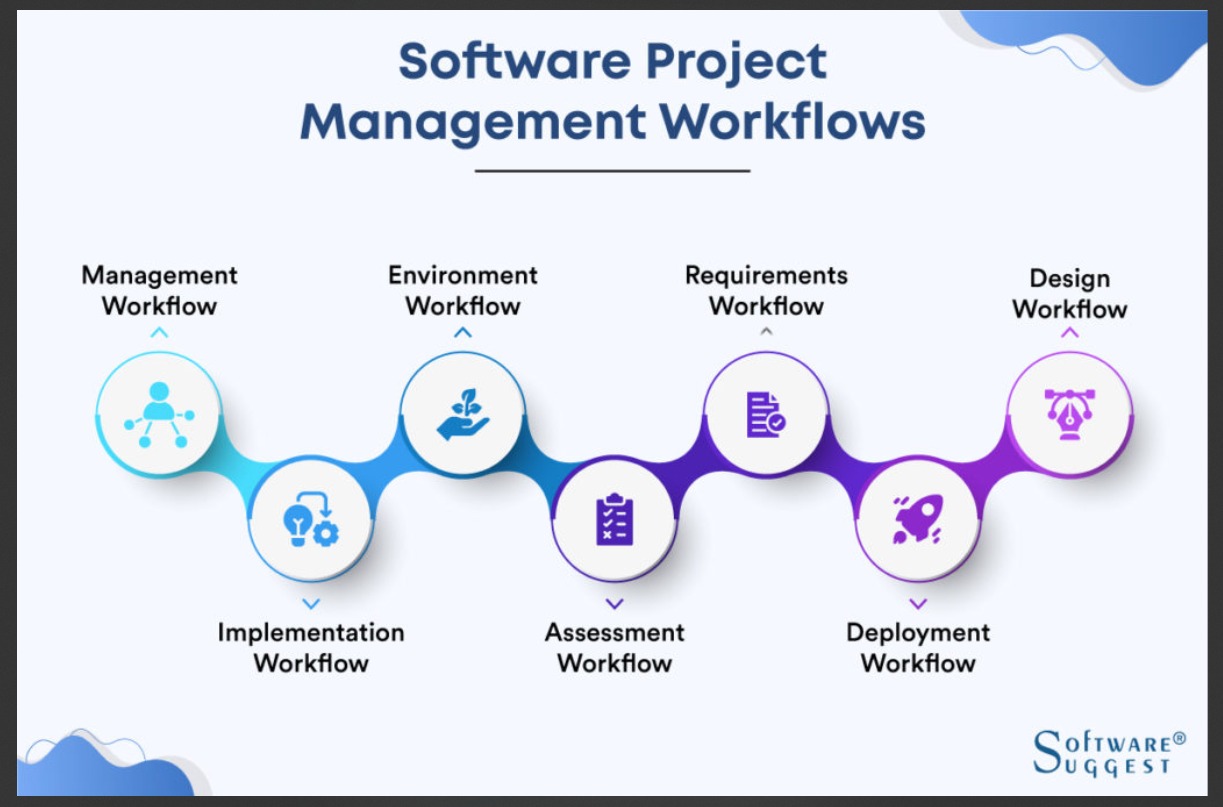 Software Project
Management Workflows
Management
Workflow
Environment
Workflow
Requirements
Workflow
Design
Workflow
Implementation
Workflow
Assessment
Workflow
Deployment
Workflow
SOFTWARE®
SUGGEST